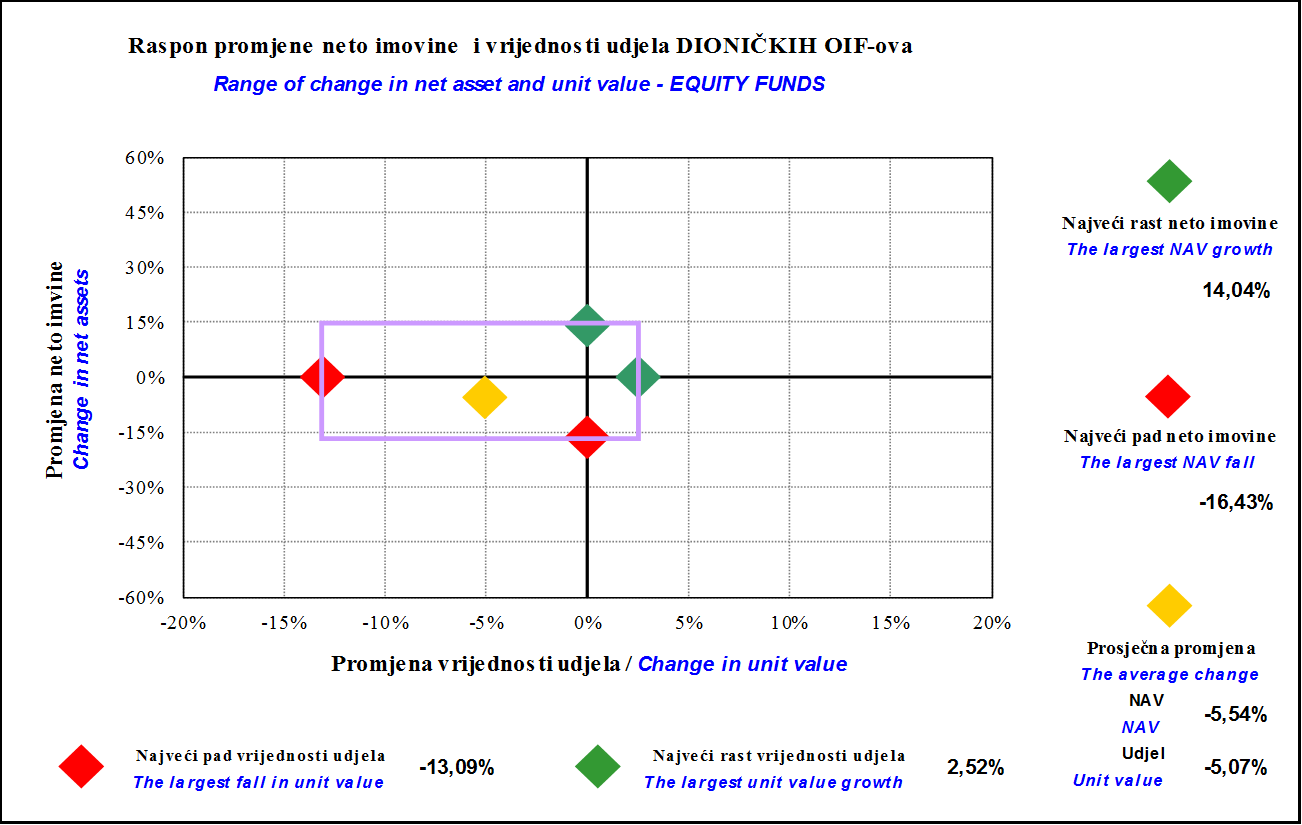 Raspon promjene neto imovine i vrijednosti udjela DIONIČKIH OIF-ova
Range of change in net asset and unit value - EQUITY FUNDS
60%
45%
30%
15%
0%
-15%
-30%
-45%
-60%
-20%
-15%
-10%
-5%
0%
5%
10%
15%
20%
Promjena neto imvine
Change in net assets
Promjena vrijednosti udjela / Change in unit value
Najveći rast neto imovine
The largest NAV growth
14,04%
Najveći pad neto imovine
The largest NAV fall
-16,43%
Prosječna promjena
The average change
NAV
NAV
-5,54%
Udjel
Unit value
-5,07%
Najveći pad vrijednosti udjela
The largest fall in unit value
-13,09%
Najveći rast vrijednosti udjela
The largest unit value growth
2,52%